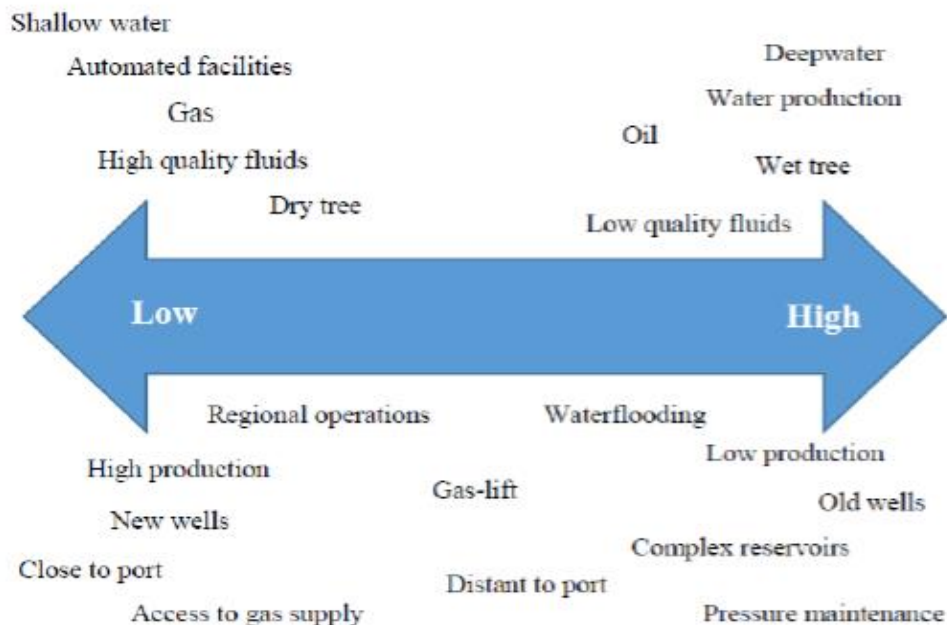 Shallow water
Deepwater
Automated facilities
Water production
Gas
Oil
High quality fluids
Wet tree
Dry tree
Low quality fluids
Low
High
Regional operations
Waterflooding
Low production
High production
Gas-lift
Old wells
New wells
Complex reservoirs
Close to port
Distant to port
Access to gas supply
Pressure maintenance